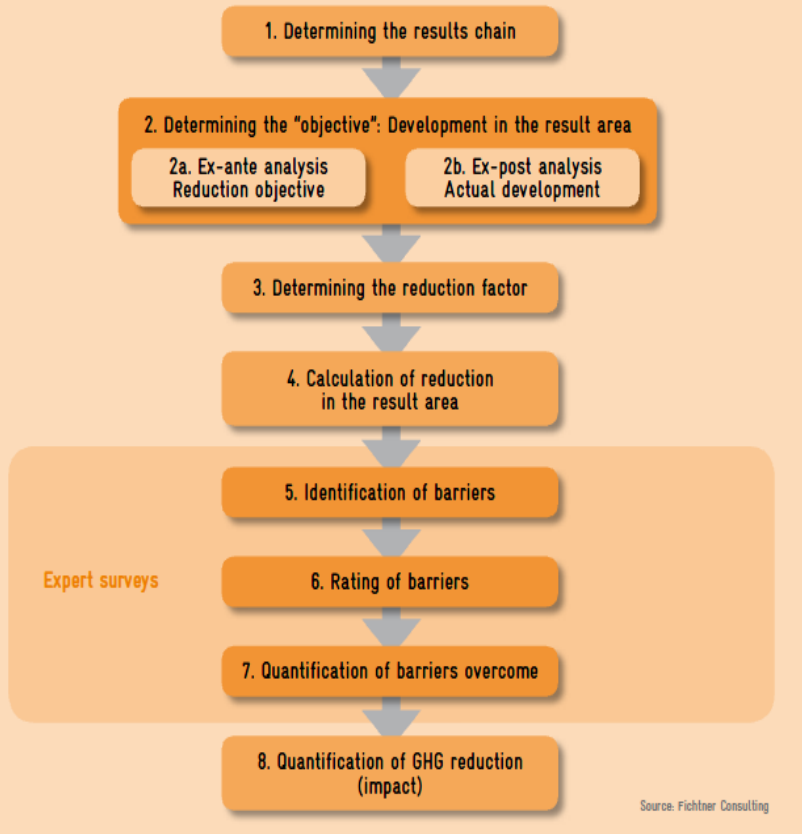 1. Determining the results chain
2. Determining the "objective": Development in the result area
2a. Ex-ante analysis
Reduction objective
2b. Ex-post analysis
Actual development
3. Determining the reduction factor
4. Calculation of reduction
in the result area
5. Identification of barriers
Expert surveys
6. Rating of barriers
7. Quantification of barriers overcome
8. Quantification of GHG reduction
(impact)
Source: Fichtner Consulting